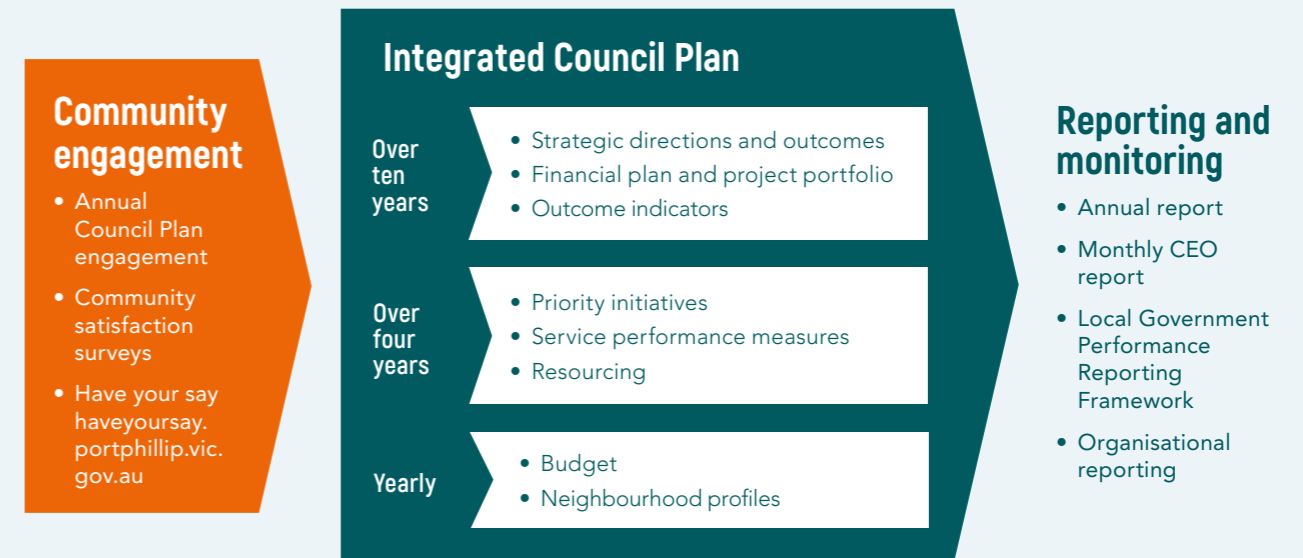 Community
engagement
• Annual
Council Plan
engagement
• Community
satisfaction
surveys
• Have your say
haveyoursay.
portphillip.vic.
gov.au
Integrated Council Plan
Over
ten
years
• Strategic directions and outcomes
• Financial plan and project portfolio
• Outcome indicators
Over
four
years
• Priority initiatives
• Service performance measures
• Resourcing
Yearly
• Budget
• Neighbourhood profiles
Reporting and
monitoring
• Annual report
• Monthly CEO
report
• Local Government
Performance
Reporting
Framework
• Organisational
reporting